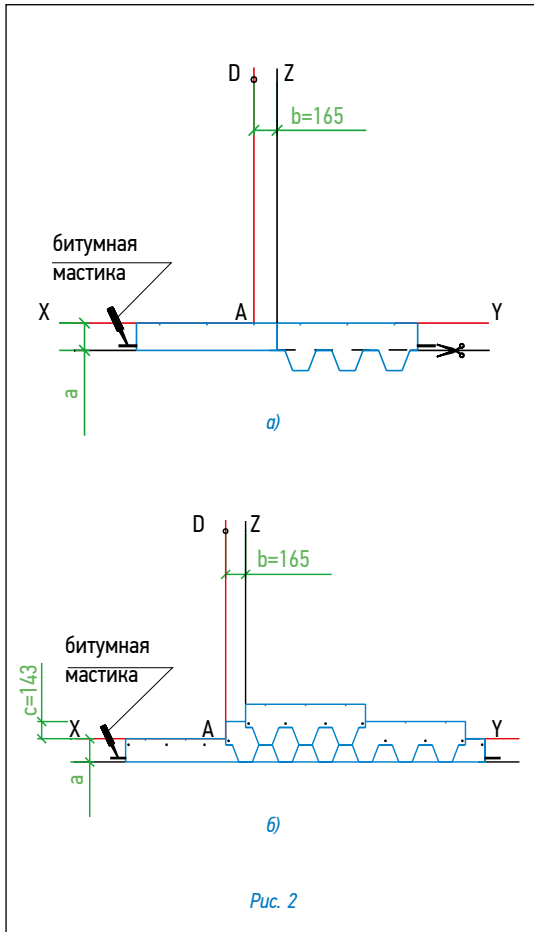 D Z
b=165
битумная
мастика
X A Y
a
а)
D Z
b=165
битумная
мастика
c=143
X A Y
a
б)
Рис. 2